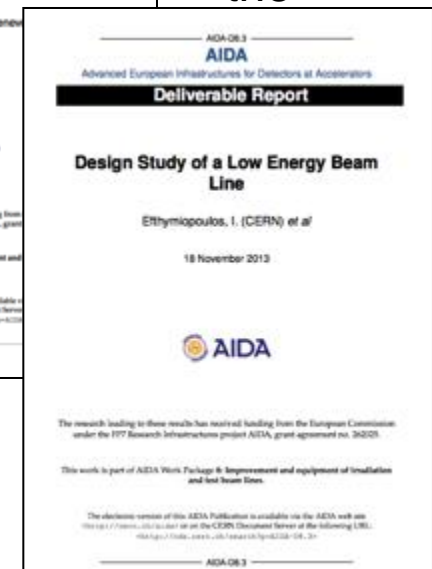 AIDA-D8.3
AIDA
Advanced European Infrastructures for Detectors at Accelerators
Deliverable Report
Design Study of a Low Energy Beam
Line
Efthymiopoulos, I. (CERN) et al
18 November 2013
AIDA
The research leading to these results has received funding from the European Commission
under the FP7 Research Infrastructures project AIDA, grant agreement no. 262025.
This work is part of AIDA Work Package 8: Improvement and equipment of irradiation
and test beam lines.
The electronic version of this AIDA Publication is available via the AIDA web site
or on the CERN Document Server at the following URL:
AIDA-D8.3